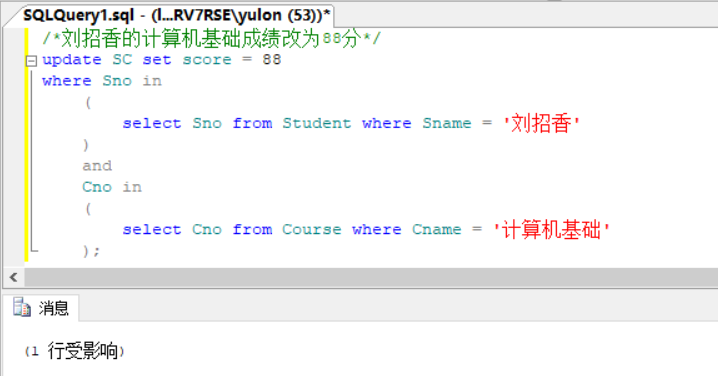 SQLQuery1.sql - (l...RV7RSE\yulon (53))*
/*刘招香的计算机基础成绩改为88分*/
update SC set score = 88
where Sno in
(
select Sno from Student where Sname = '刘招香'
)
and
Cno in
(
select Cno from Course where Cname = '计算机基础'
);
消息
(1 行受影响)